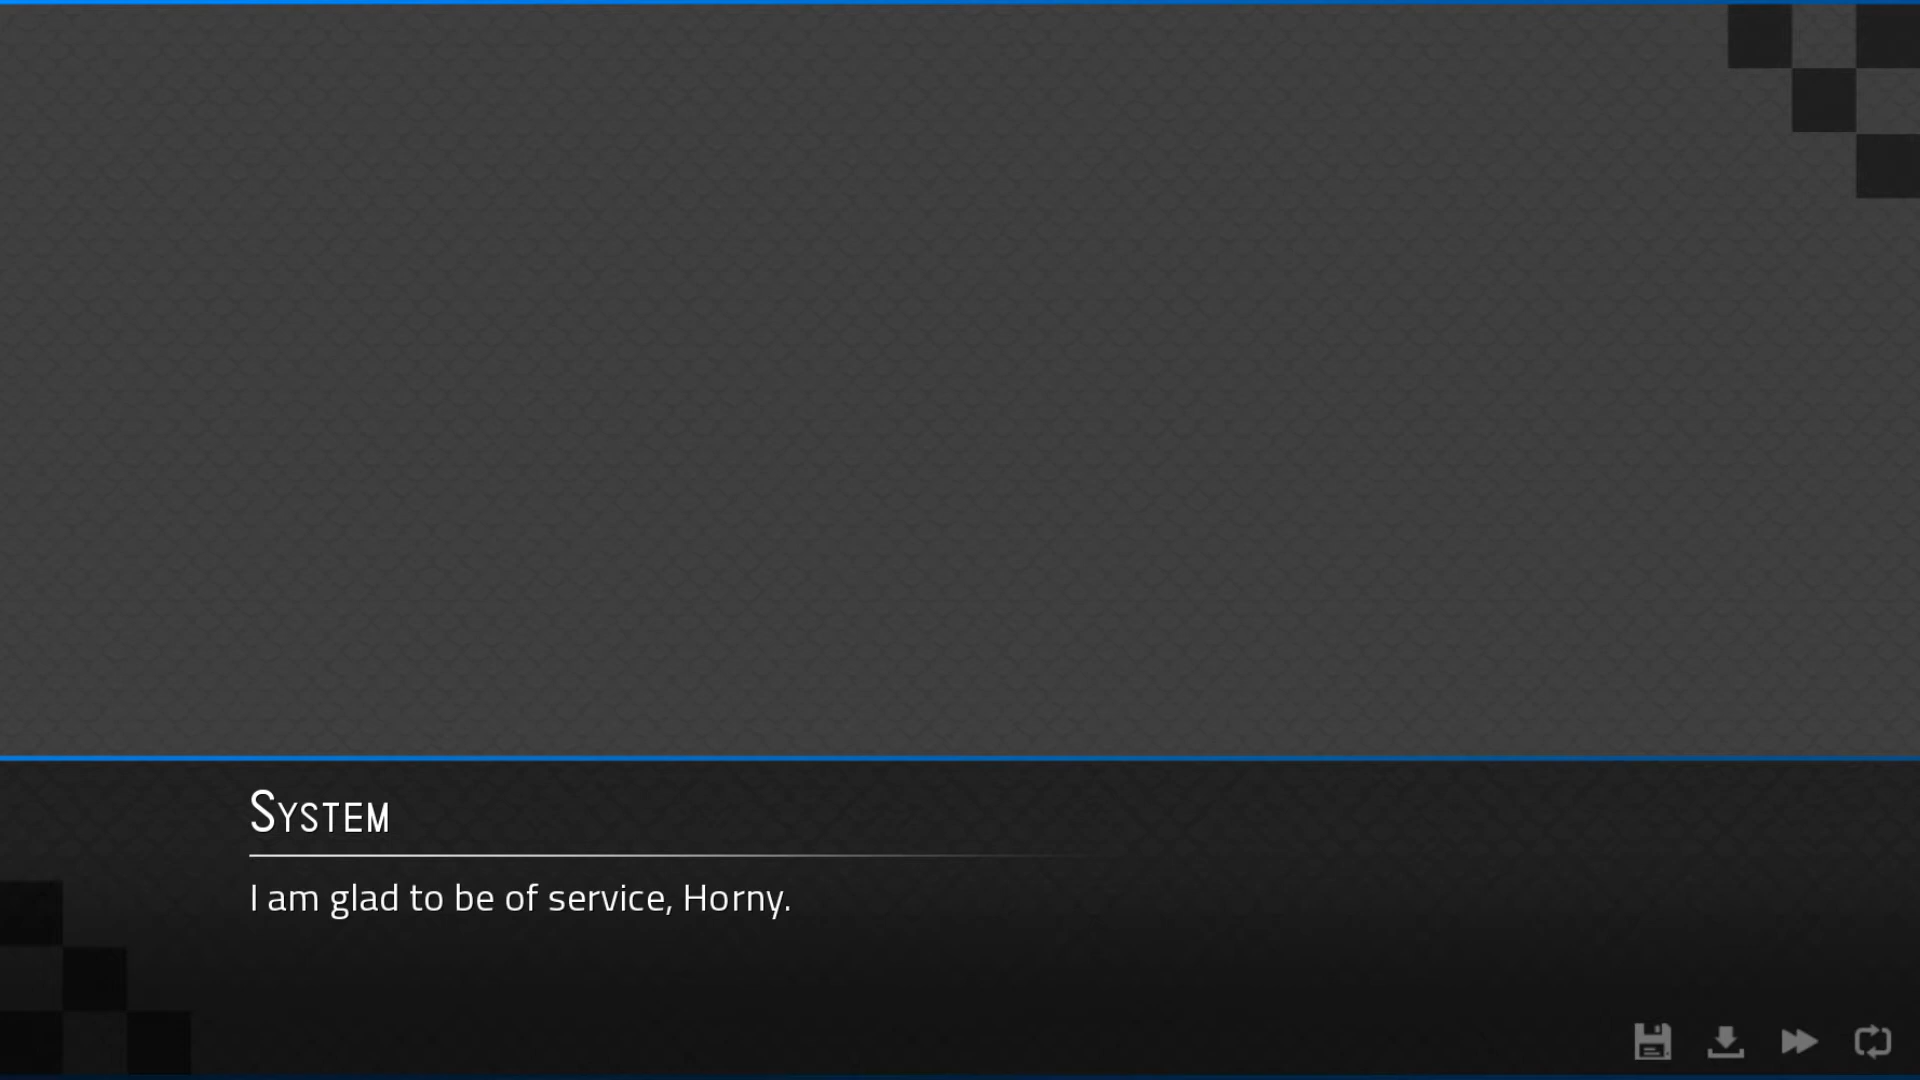 System
I am glad to be of service, Horny.